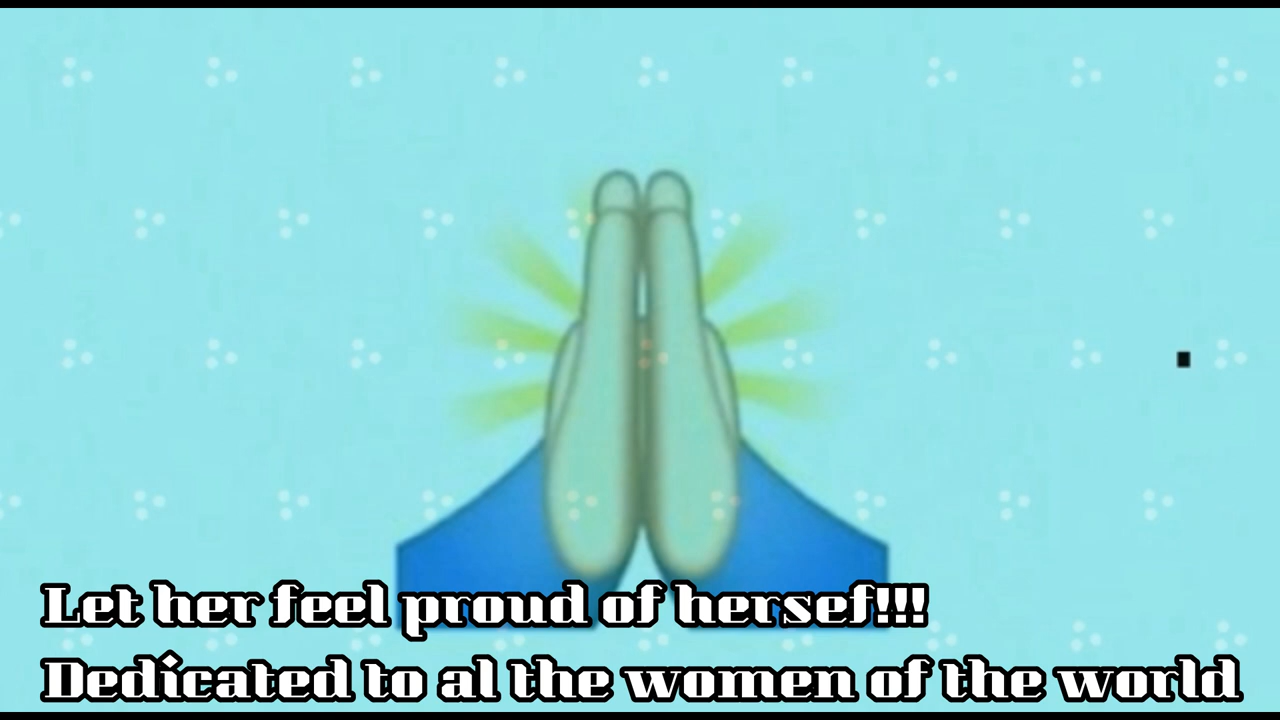 Let her feel proud of hersef!!!
Dedicated to al the women of the world